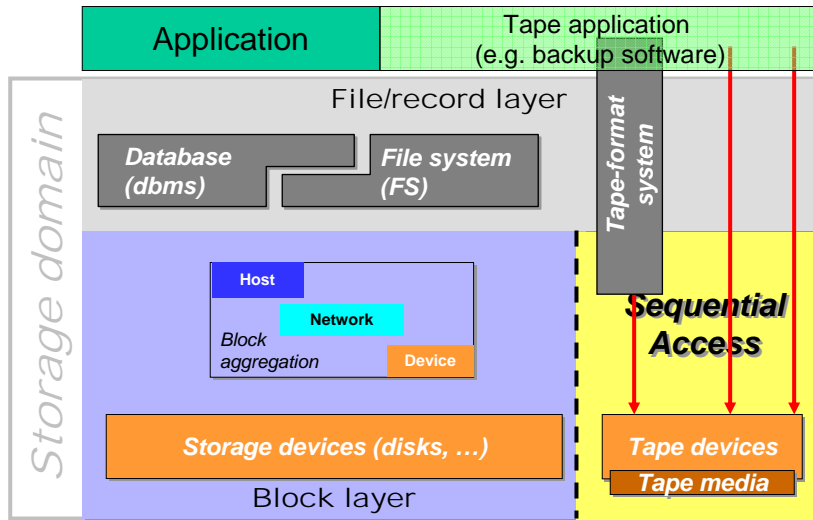 Application
Tape application
(e.g. backup software)
Storage domain
File/record layer
Database
(dbms)
File system
(FS)
Tape-format
system
Host
Network
Block
aggregation
Device
Sequential
Access
Storage devices (disks, …)
Tape devices
Tape media
Block layer